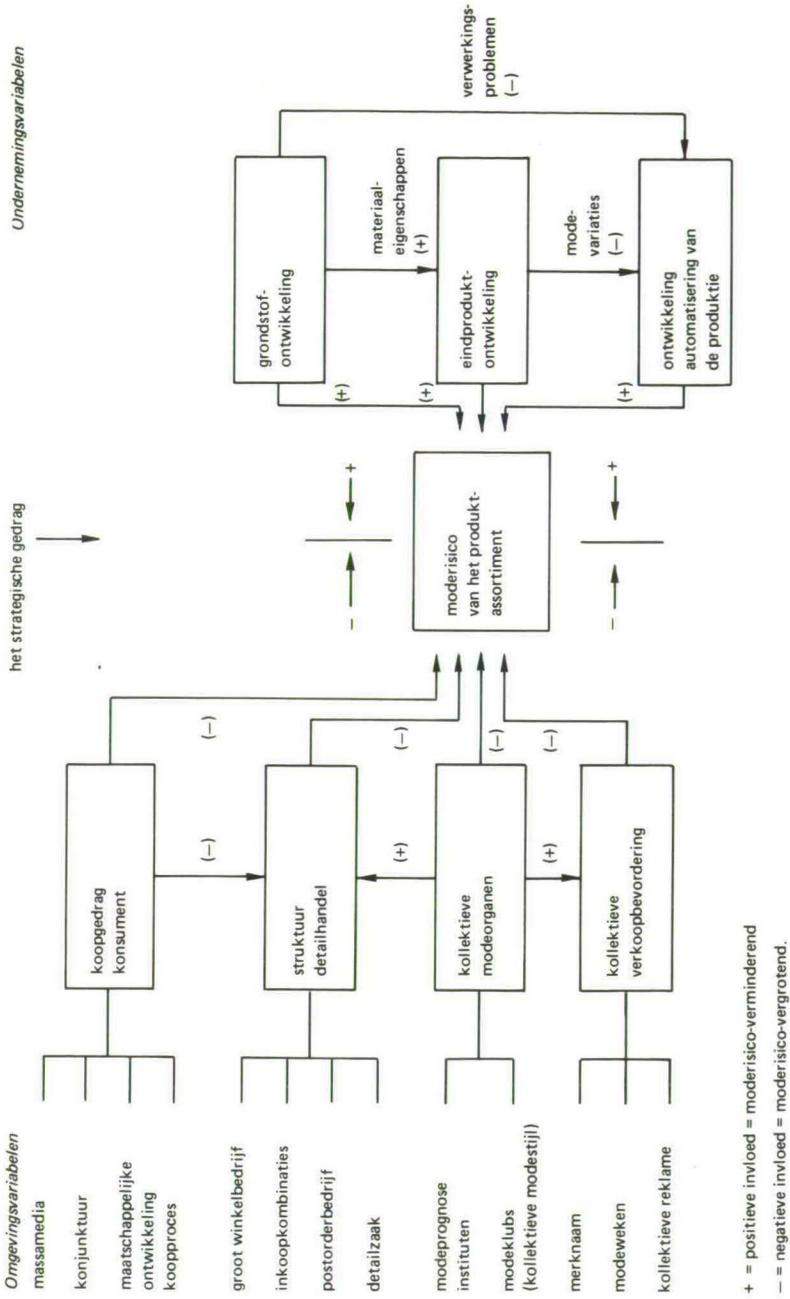 het strategische gedrag
Omgevingsvariabelen
Undernemingsvariabelen
massamedia
konjunktuur
maatschappelijke
ontwikkeling
koopproces
koopgedrag
konsument
(—)
(—)
groot winkelbedrijf
inkoopkombinaties
postorderbedrijf
detailzaak
struktuur
detailhandel
(—)
(+)
modeprognose
instituten
modeklubs
(kollektieve modestijl)
kollektieve
modeorganen
(—)
(+)
merknaam
modeweken
kollektieve reklame
kollektieve
verkoopbevordering
(—)
— +
moderisico
van het produkt-
assortiment
— +
grondstof-
ontwikkeling
(+)
materiaal-
eigenschappen
(+)
verwerkings-
problemen
(—)
eindprodukt-
ontwikkeling
(+)
mode-
variaties
(—)
ontwikkeling
automatisering van
de produktie
(+)
+ = positieve invloed = moderisico-verminderend
— = negatieve invloed = moderisico-vergrotend.